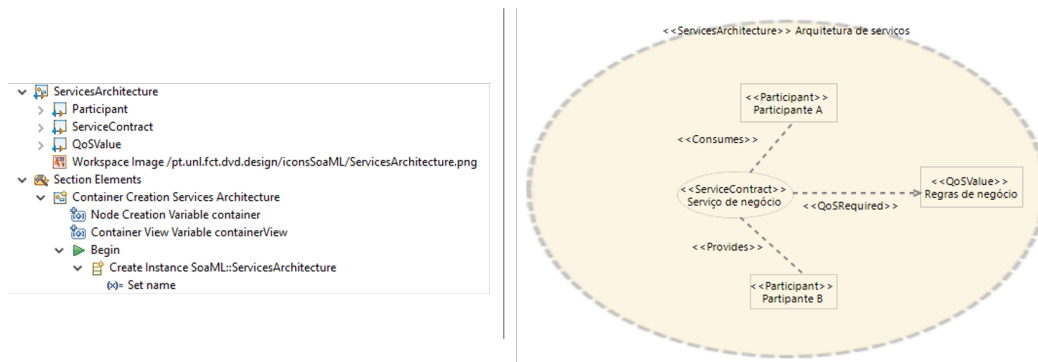 ServicesArchitecture
Participant
ServiceContract
QoSValue
Workspace Image /pt.unl.fct.dvd.design/iconsSoaML/ServicesArchitecture.png
Section Elements
Container Creation Services Architecture
Node Creation Variable container
Container View Variable containerView
Begin
Create Instance SoaML::ServicesArchitecture
(x)= Set name
<<ServicesArchitecture>> Arquitetura de serviços
<<Participant>>
Participante A
<<Consumes>>
<<ServiceContract>>
Serviço de negócio
<<QoSValue>>
Regras de negócio
<<QoSRequired>>
<<Provides>>
<<Participant>>
Partipante B